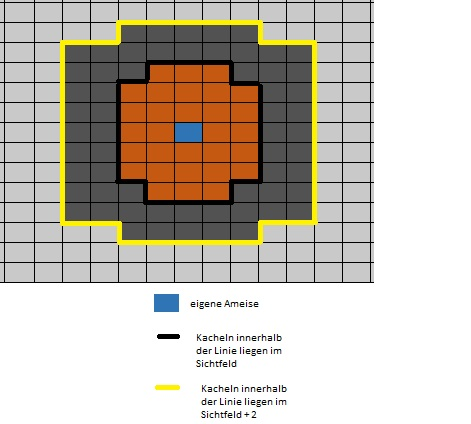 eigene Ameise
Kacheln innerhalb
der Linie liegen im
Sichtfeld
Kacheln innerhalb
der Linie liegen im
Sichtfeld + 2